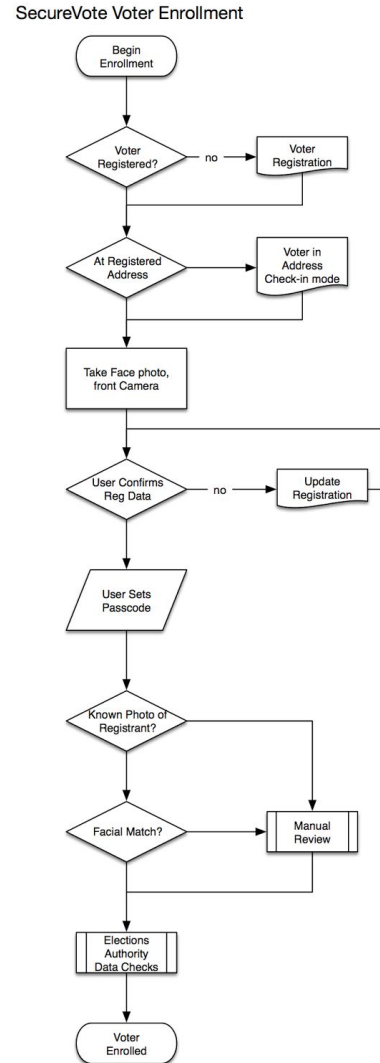 SecureVote Voter Enrollment
Begin
Enrollment
Voter
Registered?
no
Voter
Registration
At Registered
Address
Voter in
Address
Check-in mode
Take Face photo,
front Camera
User Confirms
Reg Data
no
Update
Registration
User Sets
Passcode
Known Photo of
Registrant?
Facial Match?
Manual
Review
Elections
Authority
Data Checks
Voter
Enrolled